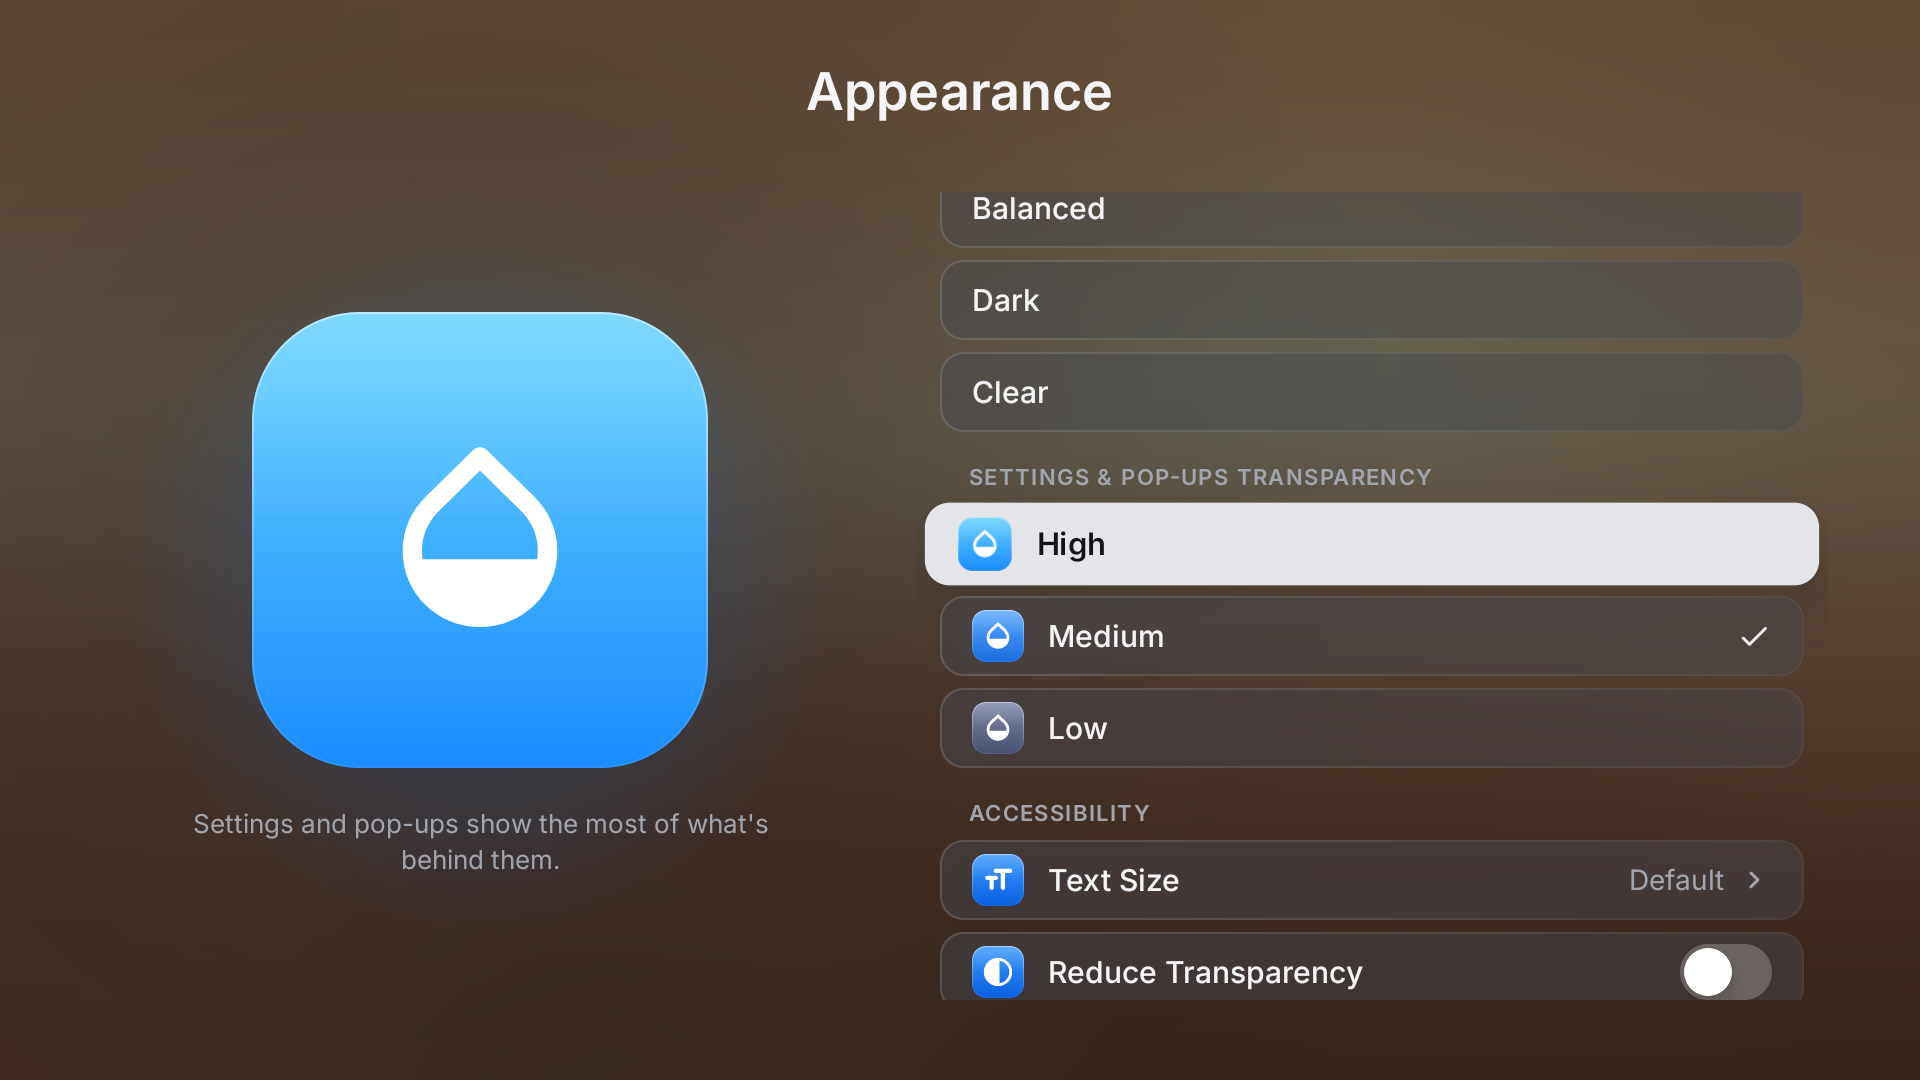 Appearance
Balanced
Dark
Clear
SETTINGS & POP-UPS TRANSPARENCY
High
Medium
Low
Settings and pop-ups show the most of what's
behind them.
ACCESSIBILITY
Text Size Default
Reduce Transparency